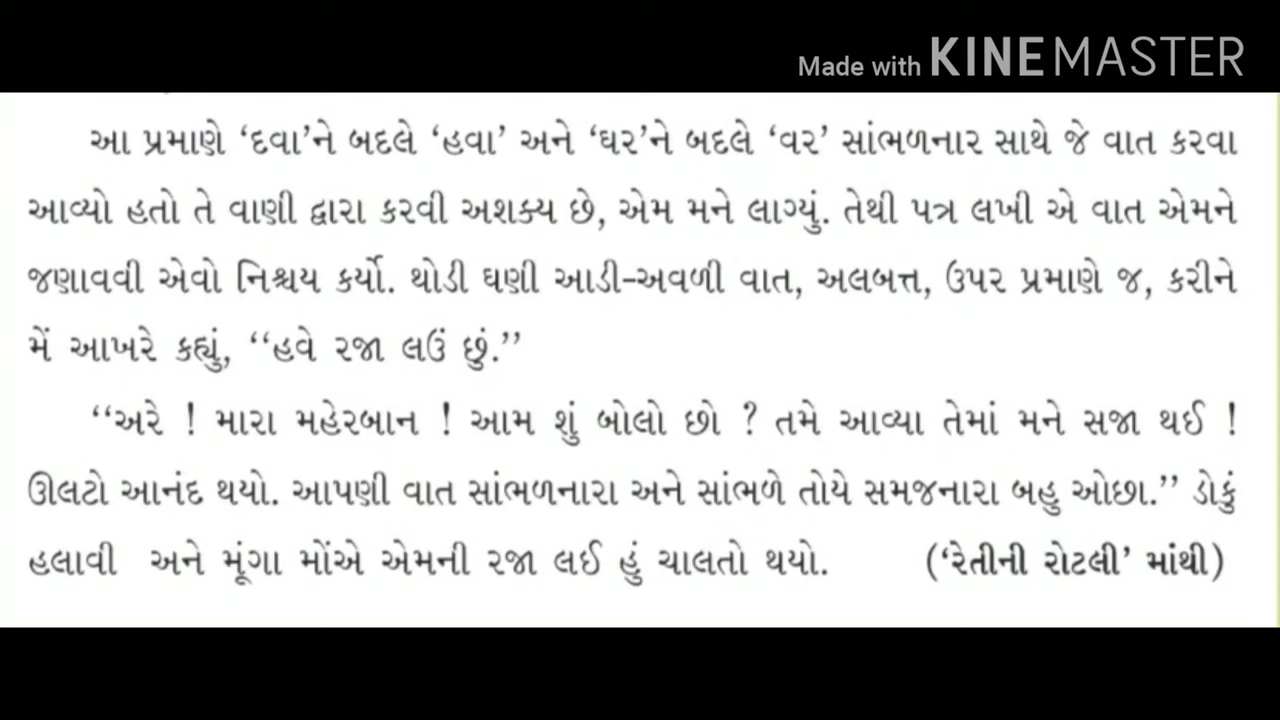 Made with KINEMASTER
આ પ્રમાણે ‘દવા’ને બદલે ‘હવા’ અને ‘ઘર’ને બદલે ‘વર’ સાંભળનાર સાથે જે વાત કરવા
આવ્યો હતો તે વાણી દ્વારા કરવી અશક્ય છે, એમ મને લાગ્યું. તેથી પત્ર લખી એ વાત એમને
જણાવવી એવો નિશ્ચય કર્યો. થોડી ઘણી આડી-અવળી વાત, અલબત્ત, ઉપર પ્રમાણે જ, કરીને
મેં આખરે કહ્યું, ‘‘હવે રજા લઉં છું.’’
‘‘અરે ! મારા મહેરબાન ! આમ શું બોલો છો ? તમે આવ્યા તેમાં મને સજા થઈ !
ઊલટો આનંદ થયો. આપણી વાત સાંભળનારા અને સાંભળે તોયે સમજનારા બહુ ઓછા.’’ ડોકું
હલાવી અને મૂંગા મોંએ એમની રજા લઈ હું ચાલતો થયો. (‘રેતીની રોટલી’ માંથી)